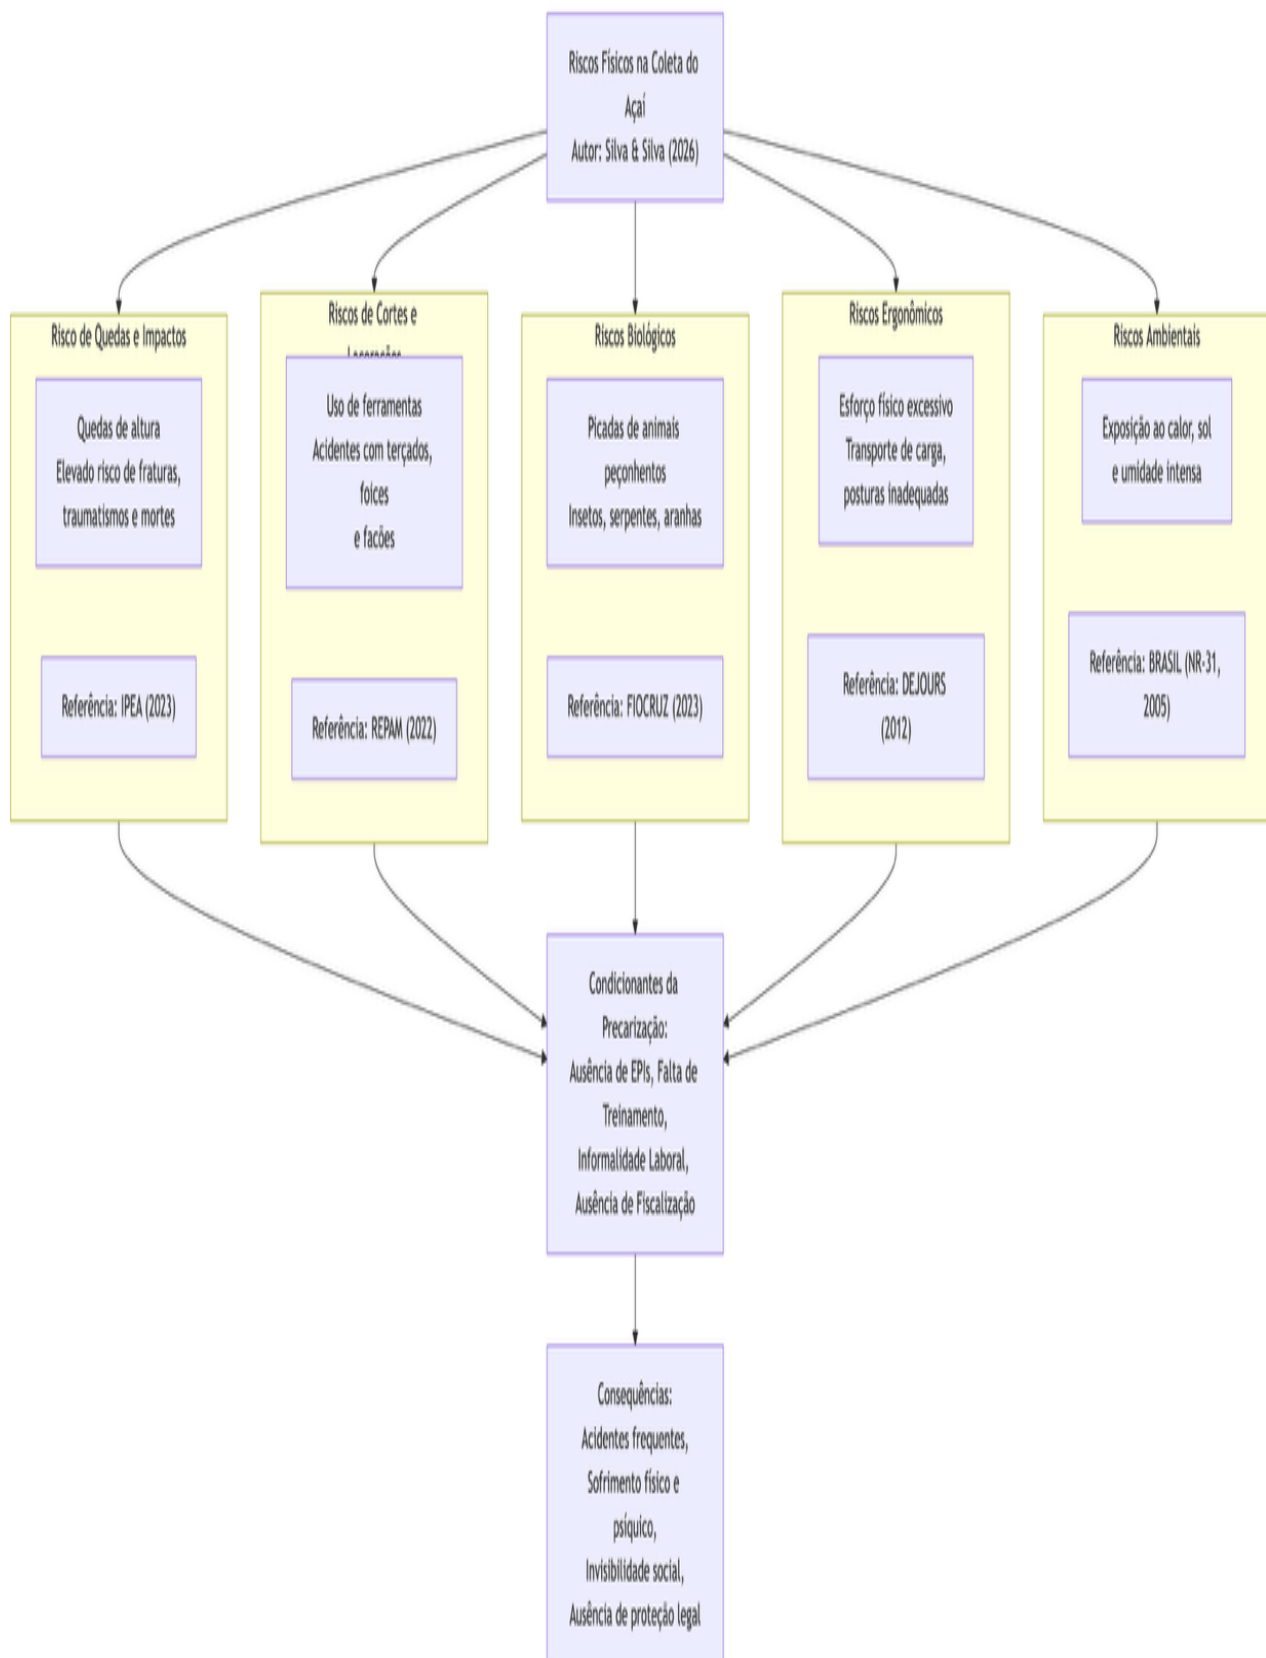 Riscos Físicos na Coleta do
Açaí
Autor: Silva & Silva (2026)
Risco de Quedas e Impactos
Quedas de altura
Elevado risco de fraturas,
traumatismos e mortes
Referência: IPEA (2023)
Riscos de Cortes e
Uso de ferramentas
Acidentes com terçados,
foices
e facões
Referência: REPAM (2022)
Riscos Biológicos
Picadas de animais
peçonhentos
Insetos, serpentes, aranhas
Referência: FIOCRUZ (2023)
Riscos Ergonômicos
Esforço físico excessivo
Transporte de carga,
posturas inadequadas
Referência: DEJOURS
(2012)
Riscos Ambientais
Exposição ao calor, sol
e umidade intensa
Referência: BRASIL (NR-31,
2005)
Condicionantes da
Precarização:
Ausência de EPIs, Falta de
Treinamento,
Informalidade Laboral,
Ausência de Fiscalização
Consequências:
Acidentes frequentes,
Sofrimento físico e
psíquico,
Invisibilidade social,
Ausência de proteção legal